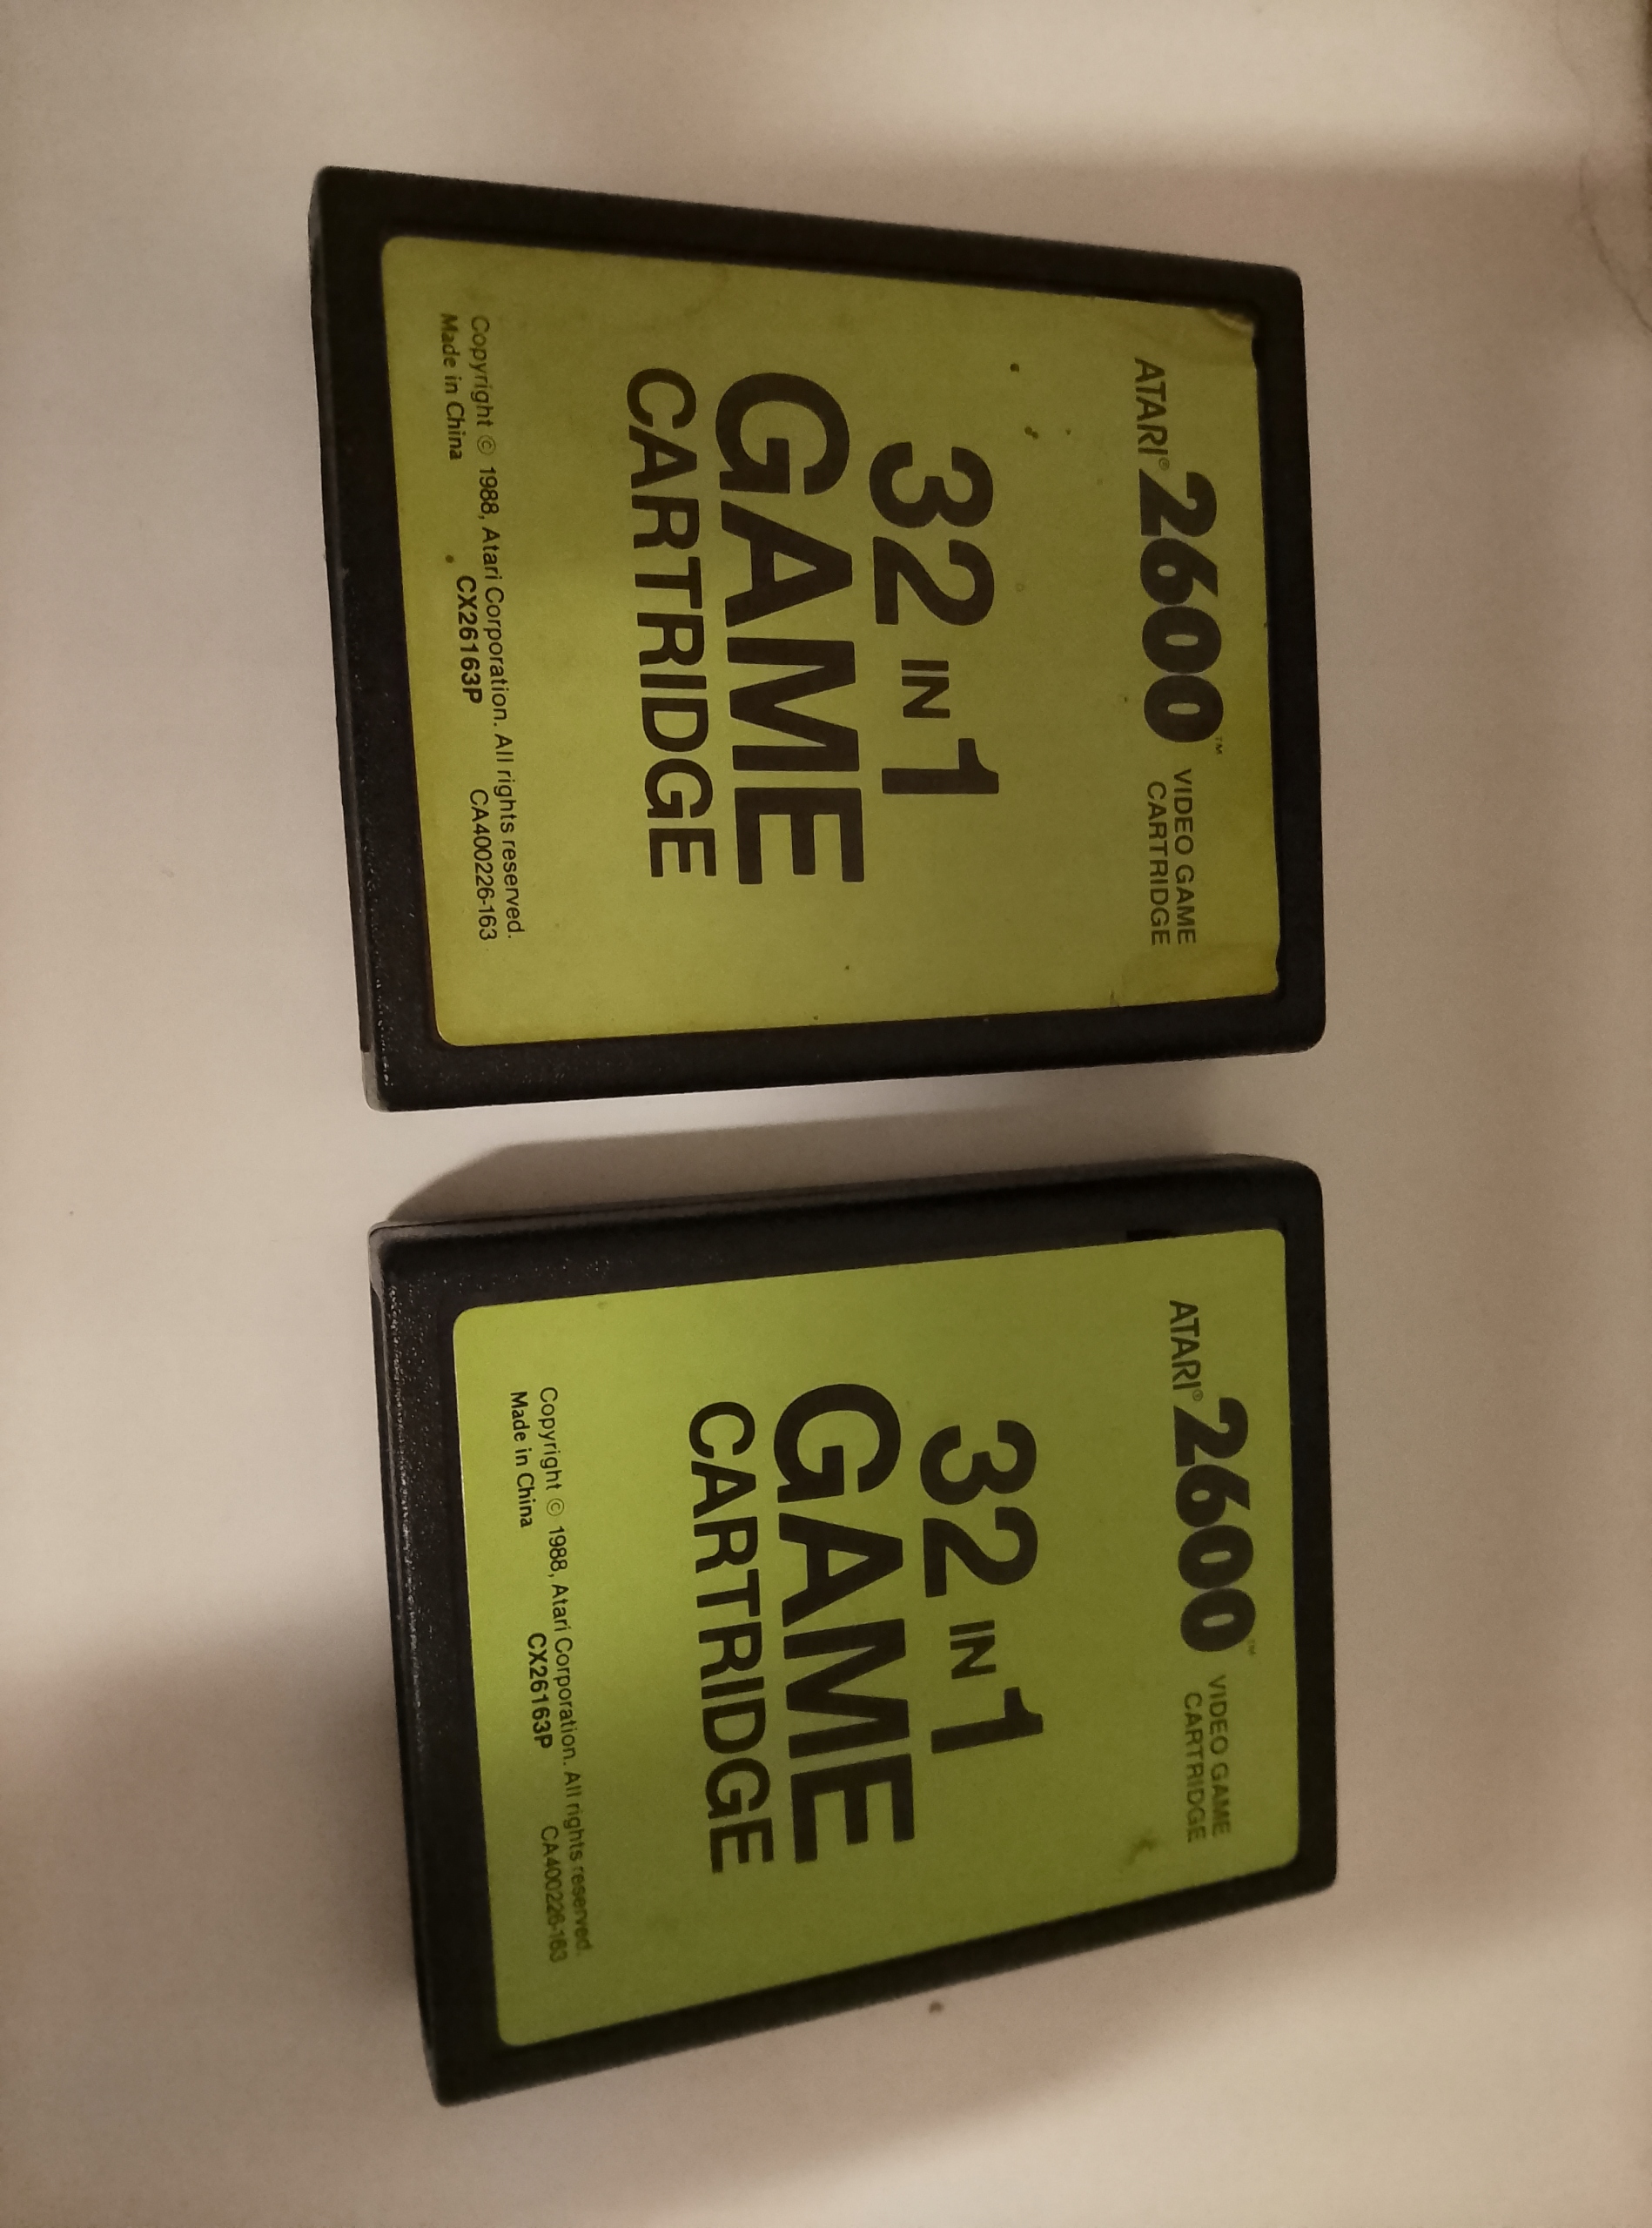 ATARI® 2600™ VIDEO GAME
CARTRIDGE
32 IN 1
GAME
CARTRIDGE
Copyright © 1988, Atari Corporation. All rights reserved.
Made in China CX26163P CA400226-163
ATARI® 2600™ VIDEO GAME
CARTRIDGE
32 IN 1
GAME
CARTRIDGE
Copyright © 1988, Atari Corporation. All rights reserved.
Made in China CX26163P CA400226-163